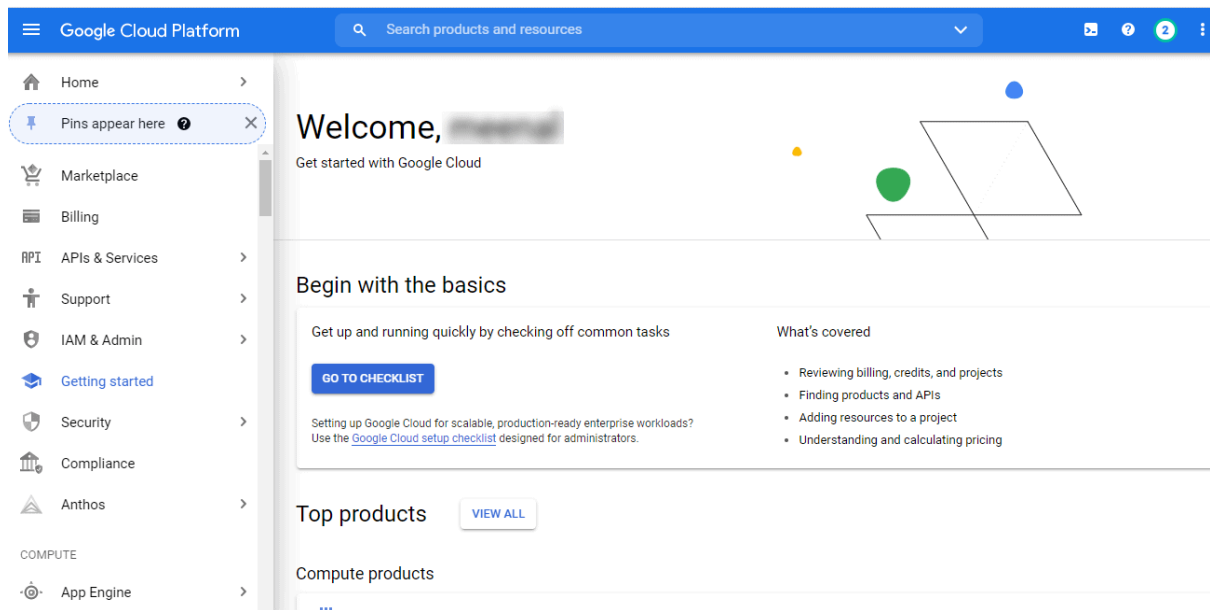 Google Cloud Platform
Search products and resources
2
Home
Pins appear here
Marketplace
Billing
API APIs & Services
Support
IAM & Admin
Getting started
Security
Compliance
Anthos
COMPUTE
App Engine
Welcome,
Get started with Google Cloud
Begin with the basics
Get up and running quickly by checking off common tasks
GO TO CHECKLIST
Setting up Google Cloud for scalable, production-ready enterprise workloads?
Use the Google Cloud setup checklist designed for administrators.
What's covered
• Reviewing billing, credits, and projects
• Finding products and APIs
• Adding resources to a project
• Understanding and calculating pricing
Top products
VIEW ALL
Compute products